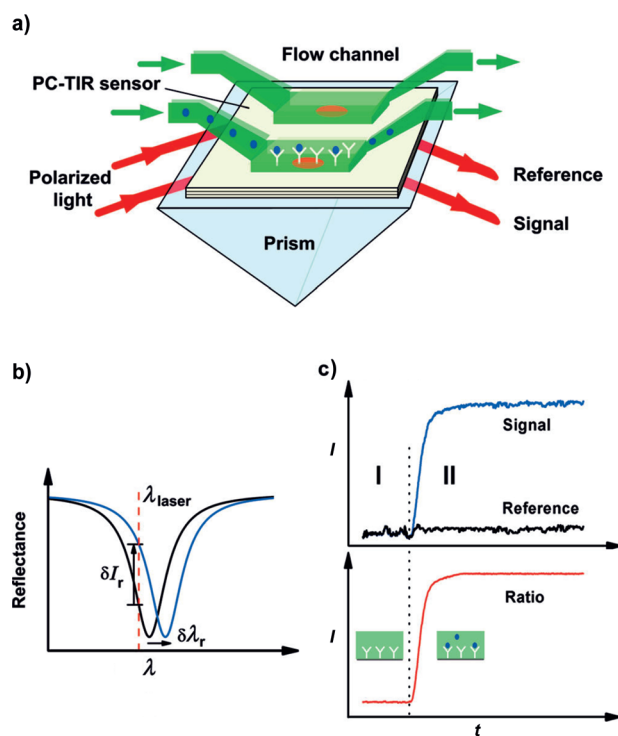 a)
Flow channel
PC-TIR sensor
Polarized
light
Reference
Signal
Prism
b)
λlaser
δIr
δλr
Reflectance
λ
c)
I
Signal
I II
Reference
Ratio
I
t